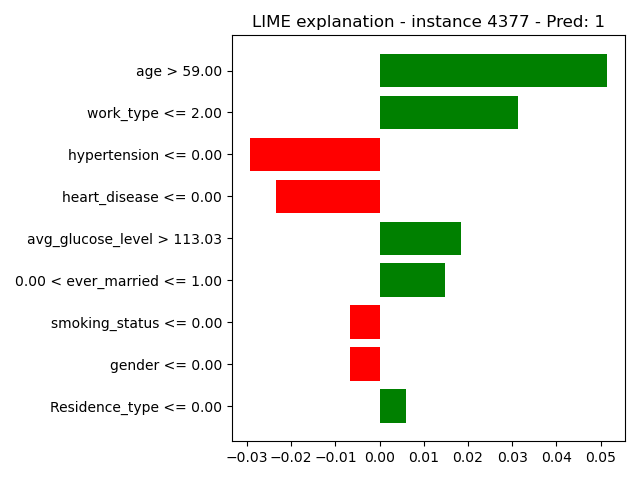 LIME explanation - instance 4377 - Pred: 1
age > 59.00
work_type <= 2.00
hypertension <= 0.00
heart_disease <= 0.00
avg_glucose_level > 113.03
0.00 < ever_married <= 1.00
smoking_status <= 0.00
gender <= 0.00
Residence_type <= 0.00
−0.03 −0.02 −0.01 0.00 0.01 0.02 0.03 0.04 0.05